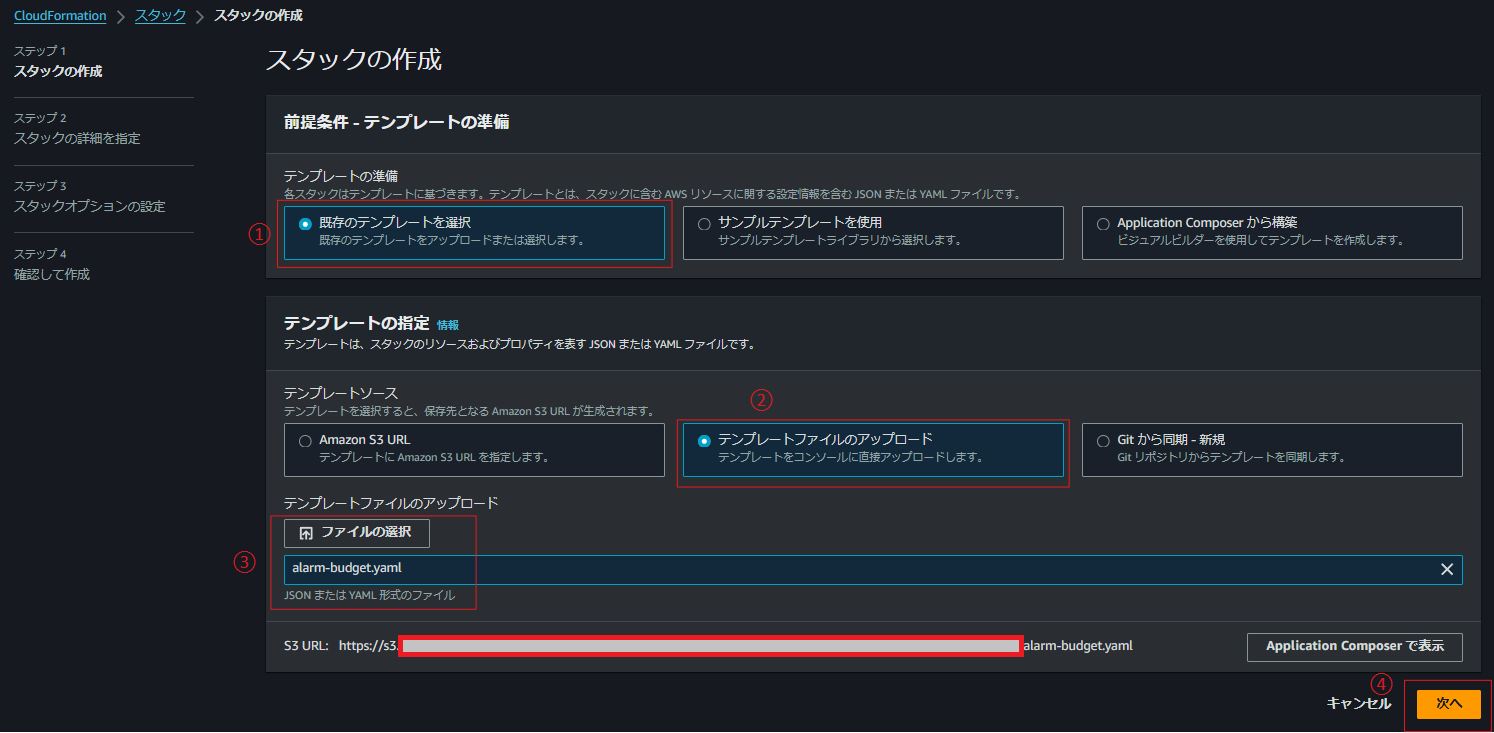 CloudFormation > スタック > スタックの作成
ステップ 1
スタックの作成
ステップ 2
スタックの詳細を指定
ステップ 3
スタックオプションの設定
ステップ 4
確認して作成
スタックの作成
前提条件 - テンプレートの準備
テンプレートの準備
各スタックはテンプレートに基づきます。テンプレートとは、スタックに含む AWS リソースに関する設定情報を含む JSON または YAML ファイルです。
①
既存のテンプレートを選択
既存のテンプレートをアップロードまたは選択します。
サンプルテンプレートを使用
サンプルテンプレートライブラリから選択します。
Application Composer から構築
ビジュアルビルダーを使用してテンプレートを作成します。
テンプレートの指定 情報
テンプレートは、スタックのリソースおよびプロパティを表す JSON または YAML ファイルです。
テンプレートソース
テンプレートを選択すると、保存先となる Amazon S3 URL が生成されます。
②
Amazon S3 URL
テンプレートに Amazon S3 URL を指定します。
テンプレートファイルのアップロード
テンプレートをコンソールに直接アップロードします。
Git から同期 - 新規
Git リポジトリからテンプレートを同期します。
テンプレートファイルのアップロード
③
ファイルの選択
alarm-budget.yaml
JSON または YAML 形式のファイル
S3 URL: https://s3. alarm-budget.yaml
Application Composer で表示
④
キャンセル
次へ